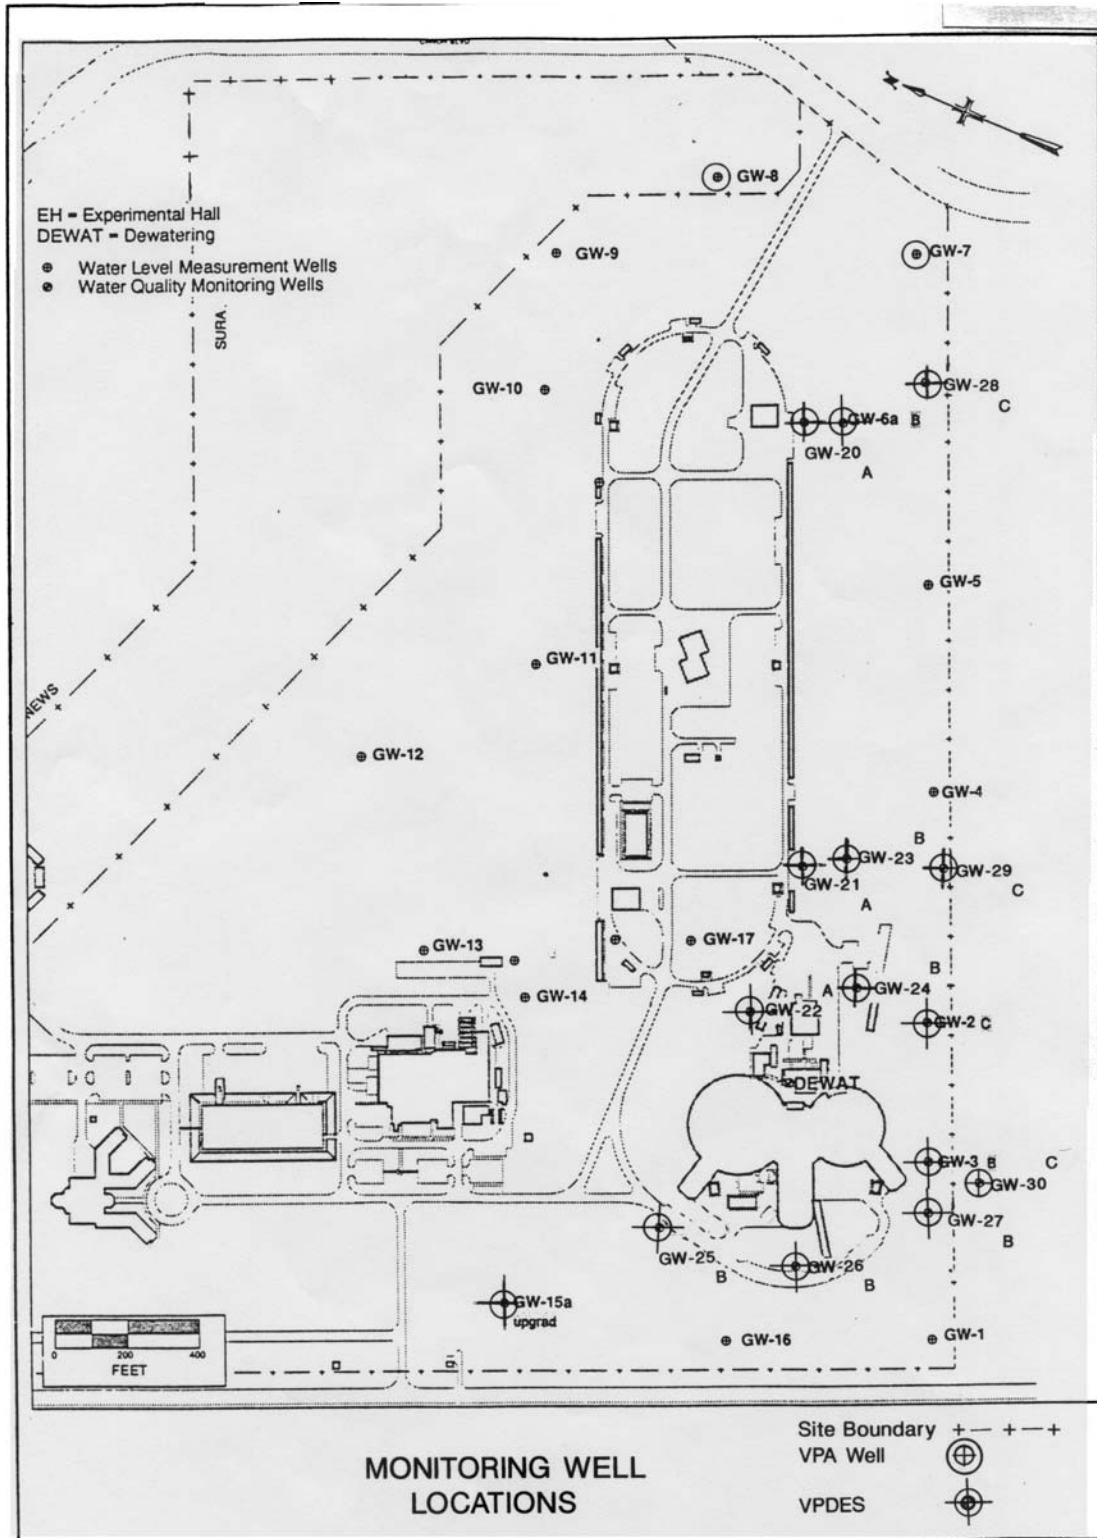 GW-8
EH = Experimental Hall
DEWAT = Dewatering
GW-9
GW-7
Water Level Measurement Wells
Water Quality Monitoring Wells
SURA.
GW-10
GW-28
C
GW-6a B
GW-20
A
GW-5
GW-11
NEWS
GW-12
GW-4
B
GW-23
GW-29
GW-21
C
A
GW-13
GW-17
B
A GW-24
GW-14
GW-22
GW-2 C
DEWAT
GW-3 B C
GW-30
GW-27
B
GW-25
GW-26
B
B
GW-15a
upgrad
GW-16
GW-1
0 200 400
FEET
Site Boundary
VPA Well
MONITORING WELL
LOCATIONS
VPDES